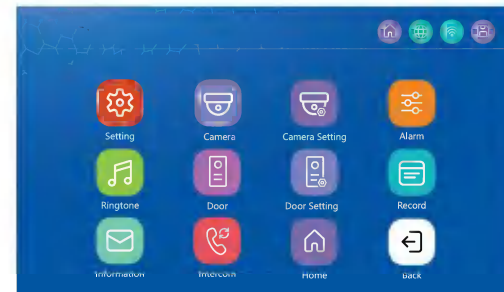 Setting Camera Camera Setting Alarm
Ringtone Door Door Setting Record
Information Intercom Home Back